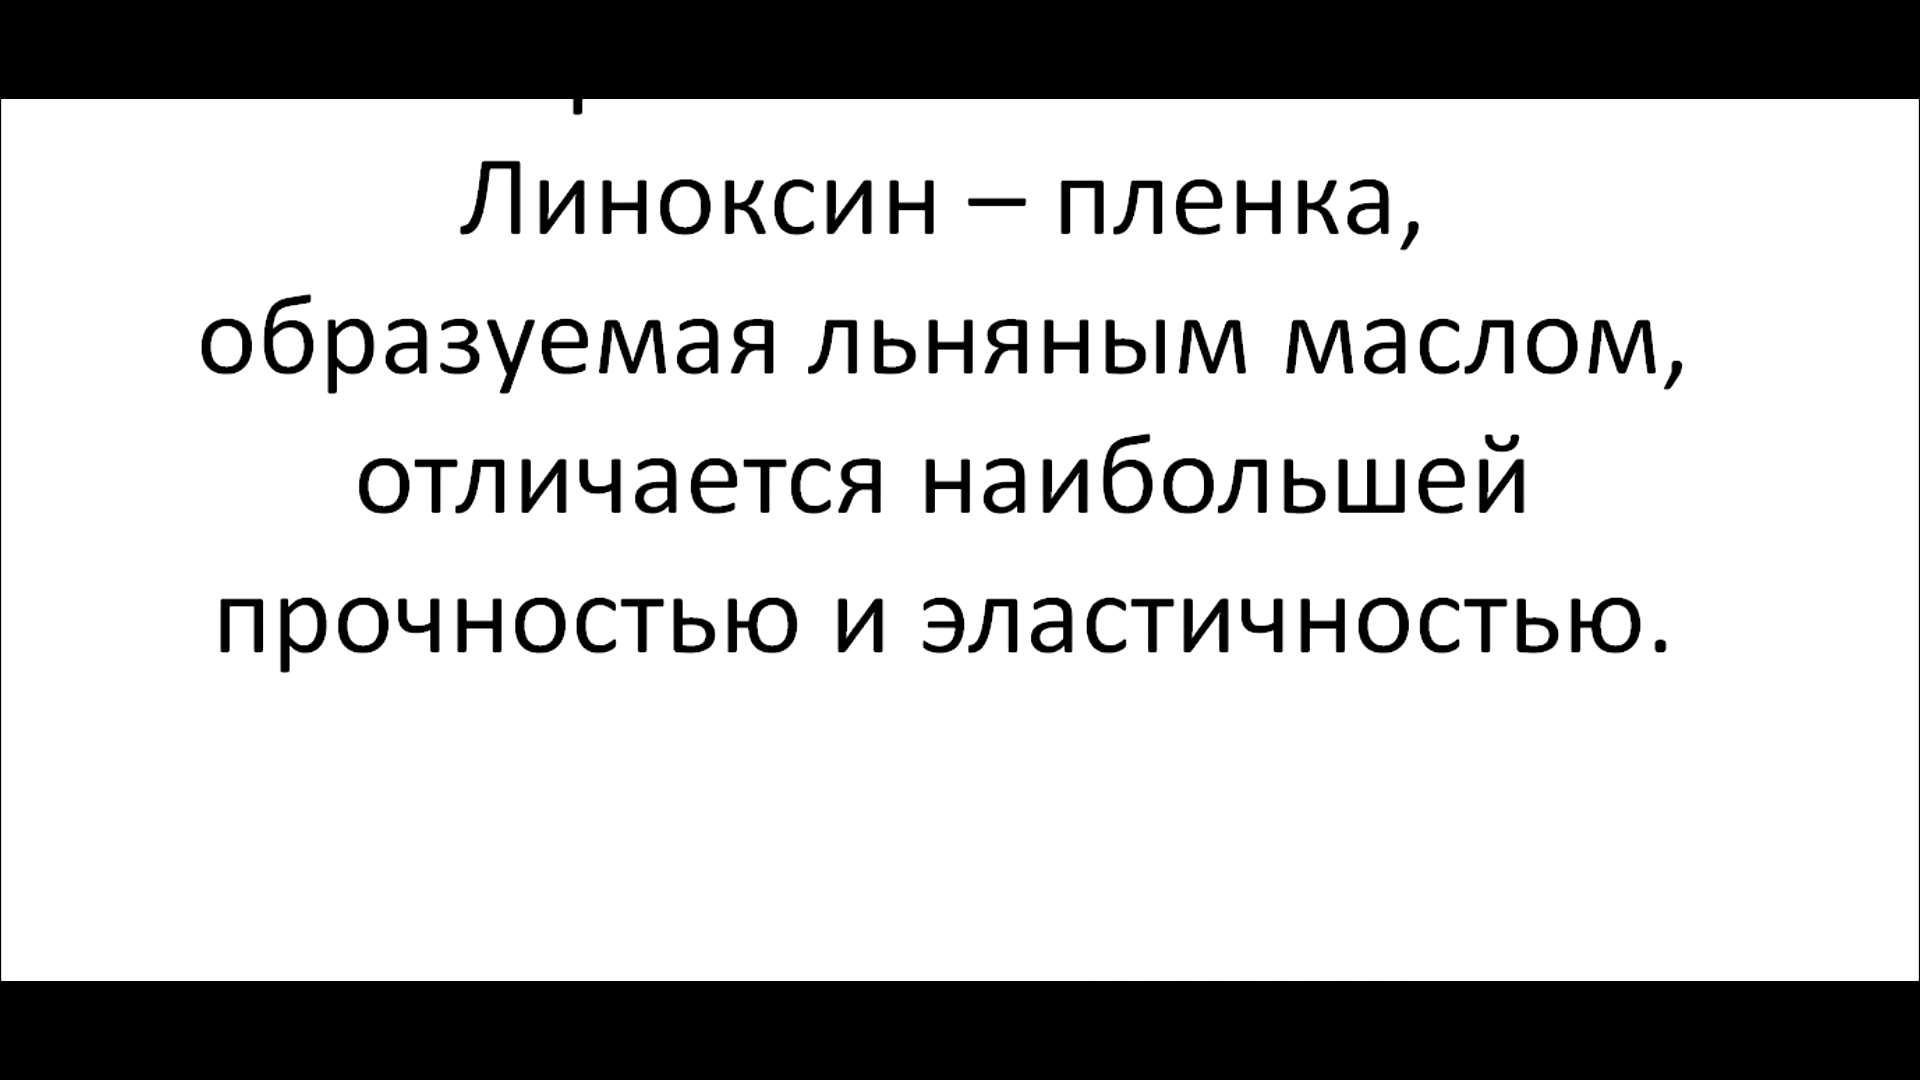 Линоксин – пленка,
образуемая льняным маслом,
отличается наибольшей
прочностью и эластичностью.